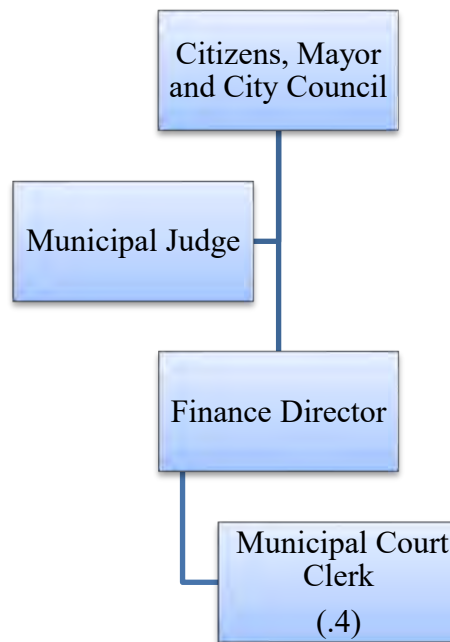 Citizens, Mayor
and City Council
Municipal Judge
Finance Director
Municipal Court
Clerk
(.4)